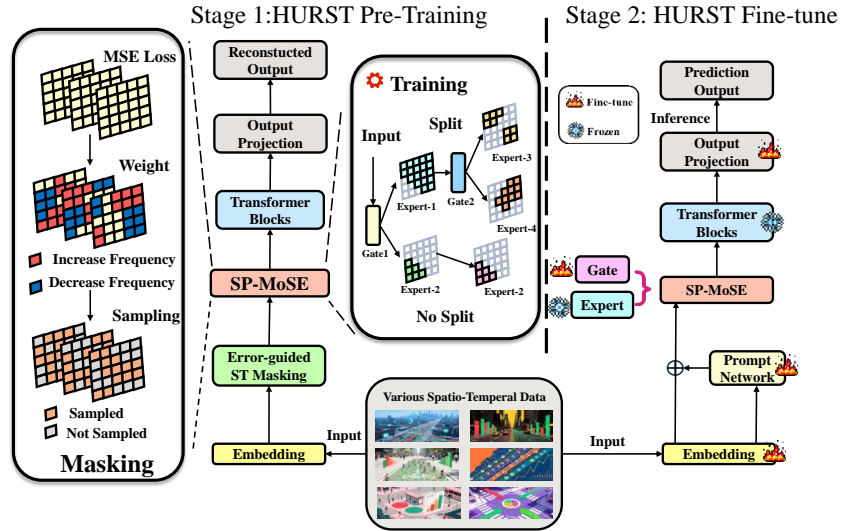 Stage 1:HURST Pre-Training
Stage 2: HURST Fine-tune
MSE Loss
Weight
Increase Frequency
Decrease Frequency
Sampling
Sampled
Not Sampled
Masking
Reconstucted
Output
Output
Projection
Transformer
Blocks
SP-MoSE
Error-guided
ST Masking
Embedding
Training
Input
Split
Gate1
Expert-1
Gate2
Expert-3
Expert-4
Expert-2
Expert-2
No Split
Various Spatio-Temperal Data
Input
Input
Fine-tune
Frozen
Prediction
Output
Inference
Output
Projection
Transformer
Blocks
Gate
Expert
SP-MoSE
Prompt
Network
Embedding